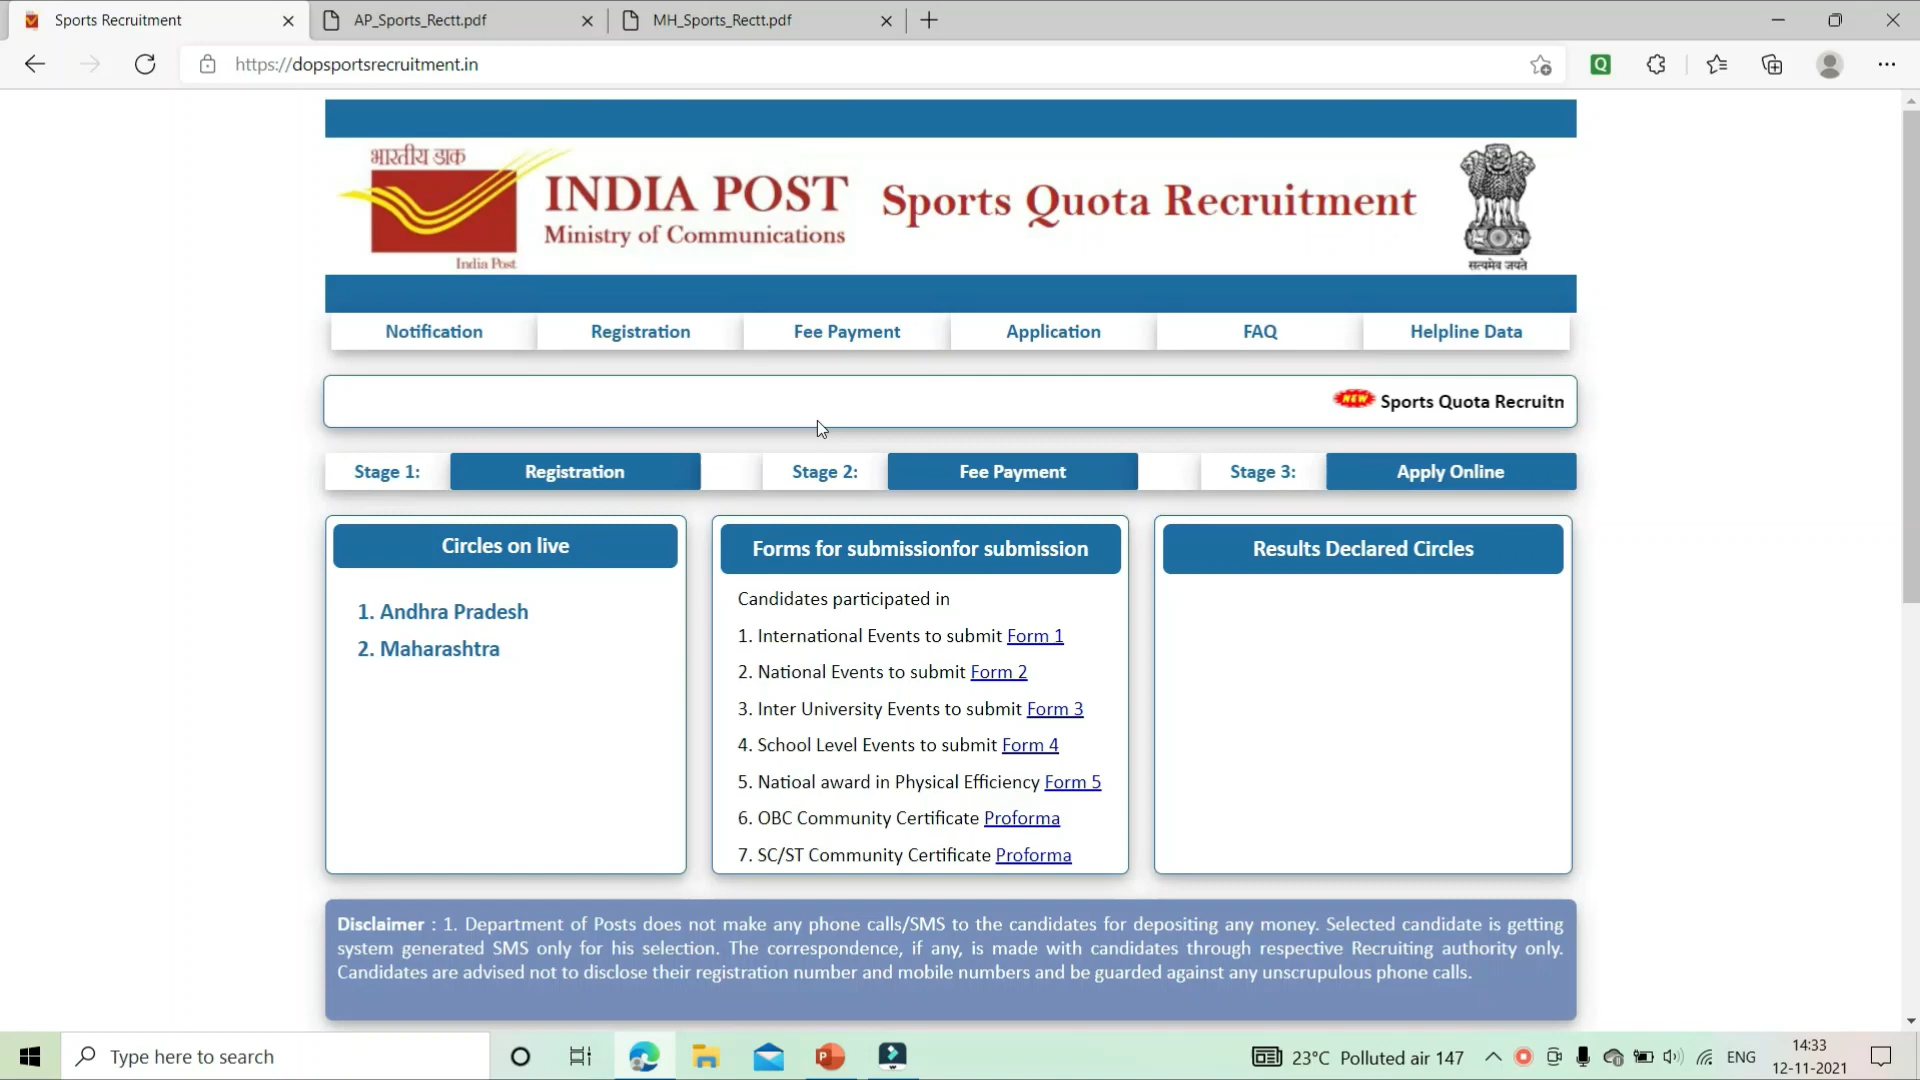 Sports Recruitment
AP_Sports_Rectt.pdf
MH_Sports_Rectt.pdf
https://dopsportsrecruitment.in
भारतीय डाक
India Post
INDIA POST
Ministry of Communications
Sports Quota Recruitment
सत्यमेव जयते
Notification
Registration
Fee Payment
Application
FAQ
Helpline Data
NEW Sports Quota Recruitn
Stage 1:
Registration
Stage 2:
Fee Payment
Stage 3:
Apply Online
Circles on live
1. Andhra Pradesh
2. Maharashtra
Forms for submissionfor submission
Candidates participated in
1. International Events to submit Form 1
2. National Events to submit Form 2
3. Inter University Events to submit Form 3
4. School Level Events to submit Form 4
5. Natioal award in Physical Efficiency Form 5
6. OBC Community Certificate Proforma
7. SC/ST Community Certificate Proforma
Results Declared Circles
Disclaimer : 1. Department of Posts does not make any phone calls/SMS to the candidates for depositing any money. Selected candidate is getting
system generated SMS only for his selection. The correspondence, if any, is made with candidates through respective Recruiting authority only.
Candidates are advised not to disclose their registration number and mobile numbers and be guarded against any unscrupulous phone calls.
Type here to search
23°C Polluted air 147
ENG
14:33
12-11-2021